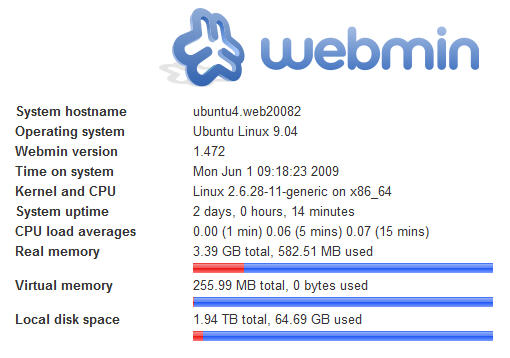 webmin
System hostname ubuntu4.web20082
Operating system Ubuntu Linux 9.04
Webmin version 1.472
Time on system Mon Jun 1 09:18:23 2009
Kernel and CPU Linux 2.6.28-11-generic on x86_64
System uptime 2 days, 0 hours, 14 minutes
CPU load averages 0.00 (1 min) 0.06 (5 mins) 0.07 (15 mins)
Real memory 3.39 GB total, 582.51 MB used
Virtual memory 255.99 MB total, 0 bytes used
Local disk space 1.94 TB total, 64.69 GB used